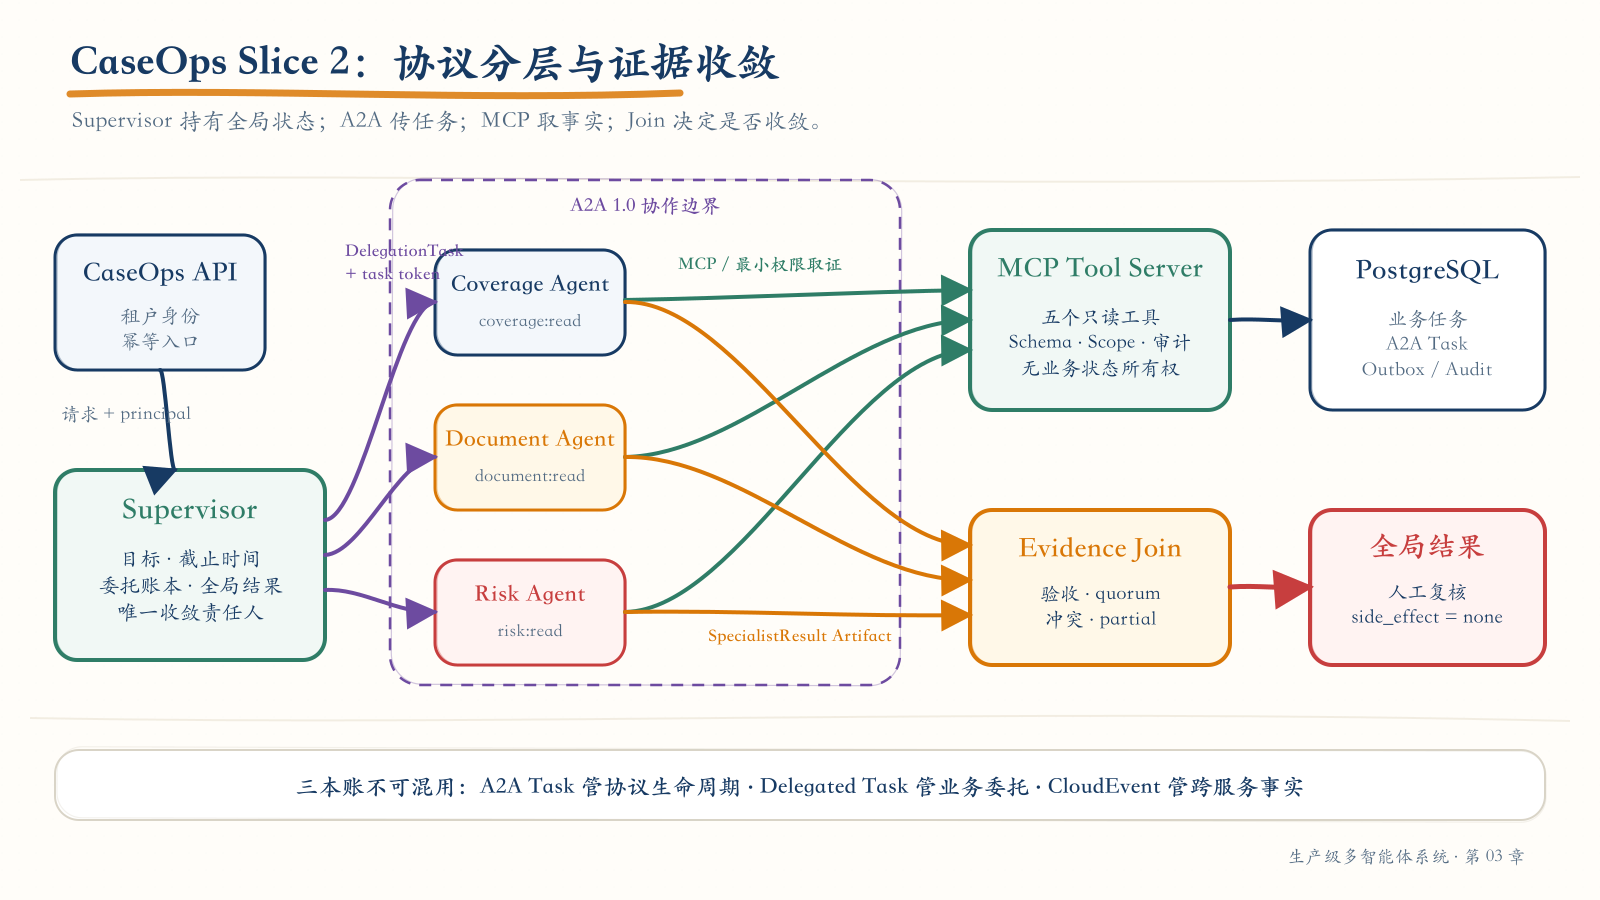 CaseOps Slice 2：协议分层与证据收敛
Supervisor 持有全局状态；A2A 传任务；MCP 取事实；Join 决定是否收敛。
A2A 1.0 协作边界
CaseOps API
租户身份
幂等入口
请求 + principal
Supervisor
目标 · 截止时间
委托账本 · 全局结果
唯一收敛责任人
DelegationTask
+ task token
Coverage Agent
coverage:read
Document Agent
document:read
Risk Agent
risk:read
MCP / 最小权限取证
SpecialistResult Artifact
MCP Tool Server
五个只读工具
Schema · Scope · 审计
无业务状态所有权
PostgreSQL
业务任务
A2A Task
Outbox / Audit
Evidence Join
验收 · quorum
冲突 · partial
全局结果
人工复核
side_effect = none
三本账不可混用：A2A Task 管协议生命周期 · Delegated Task 管业务委托 · CloudEvent 管跨服务事实
生产级多智能体系统 · 第 03 章